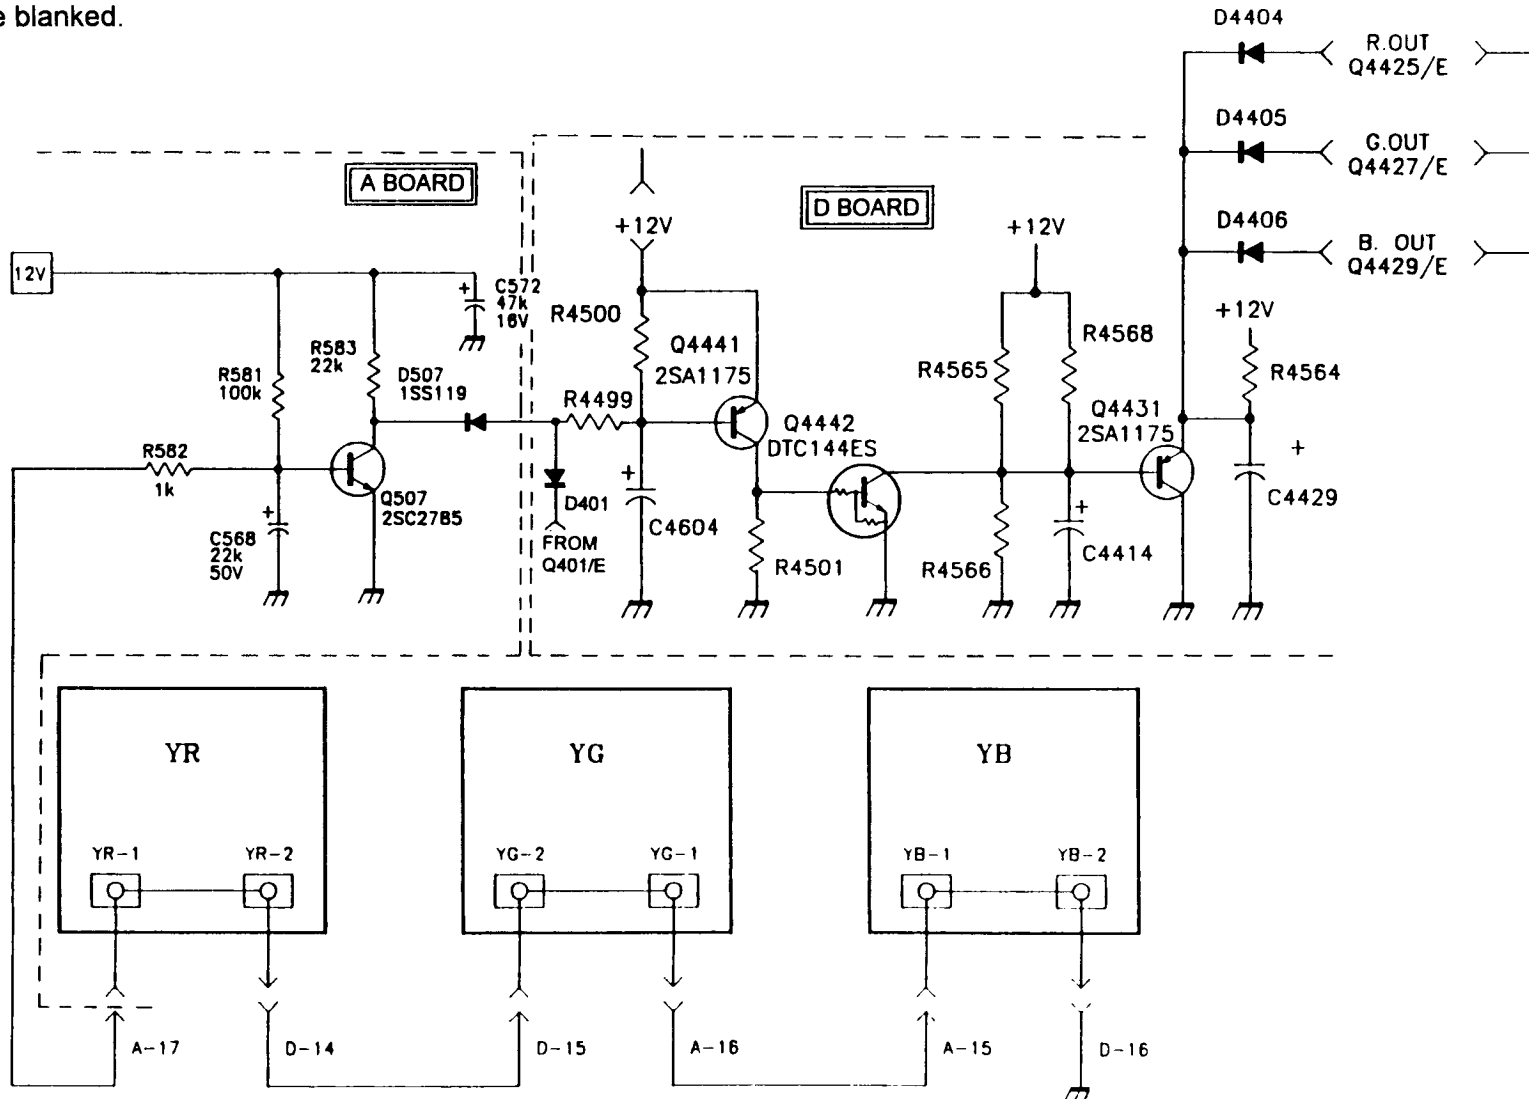 e blanked.
D4404
R.OUT
Q4425/E
D4405
G.OUT
Q4427/E
A BOARD
D BOARD
+12V
+12V
D4406
B. OUT
Q4429/E
12V
C572
47k
16V
R4500
+12V
R583
22k
Q4441
2SA1175
R4565
R4568
R4564
R581
100k
D507
1SS119
R4499
Q4442
DTC144ES
Q4431
2SA1175
R582
1k
Q507
2SC2785
+
D401
+
C4604
+
+
C4429
C568
22k
50V
+
+
FROM
Q401/E
R4501
R4566
C4414
YR
YG
YB
YR-1
YR-2
YG-2
YG-1
YB-1
YB-2
A-17
D-14
D-15
A-16
A-15
D-16